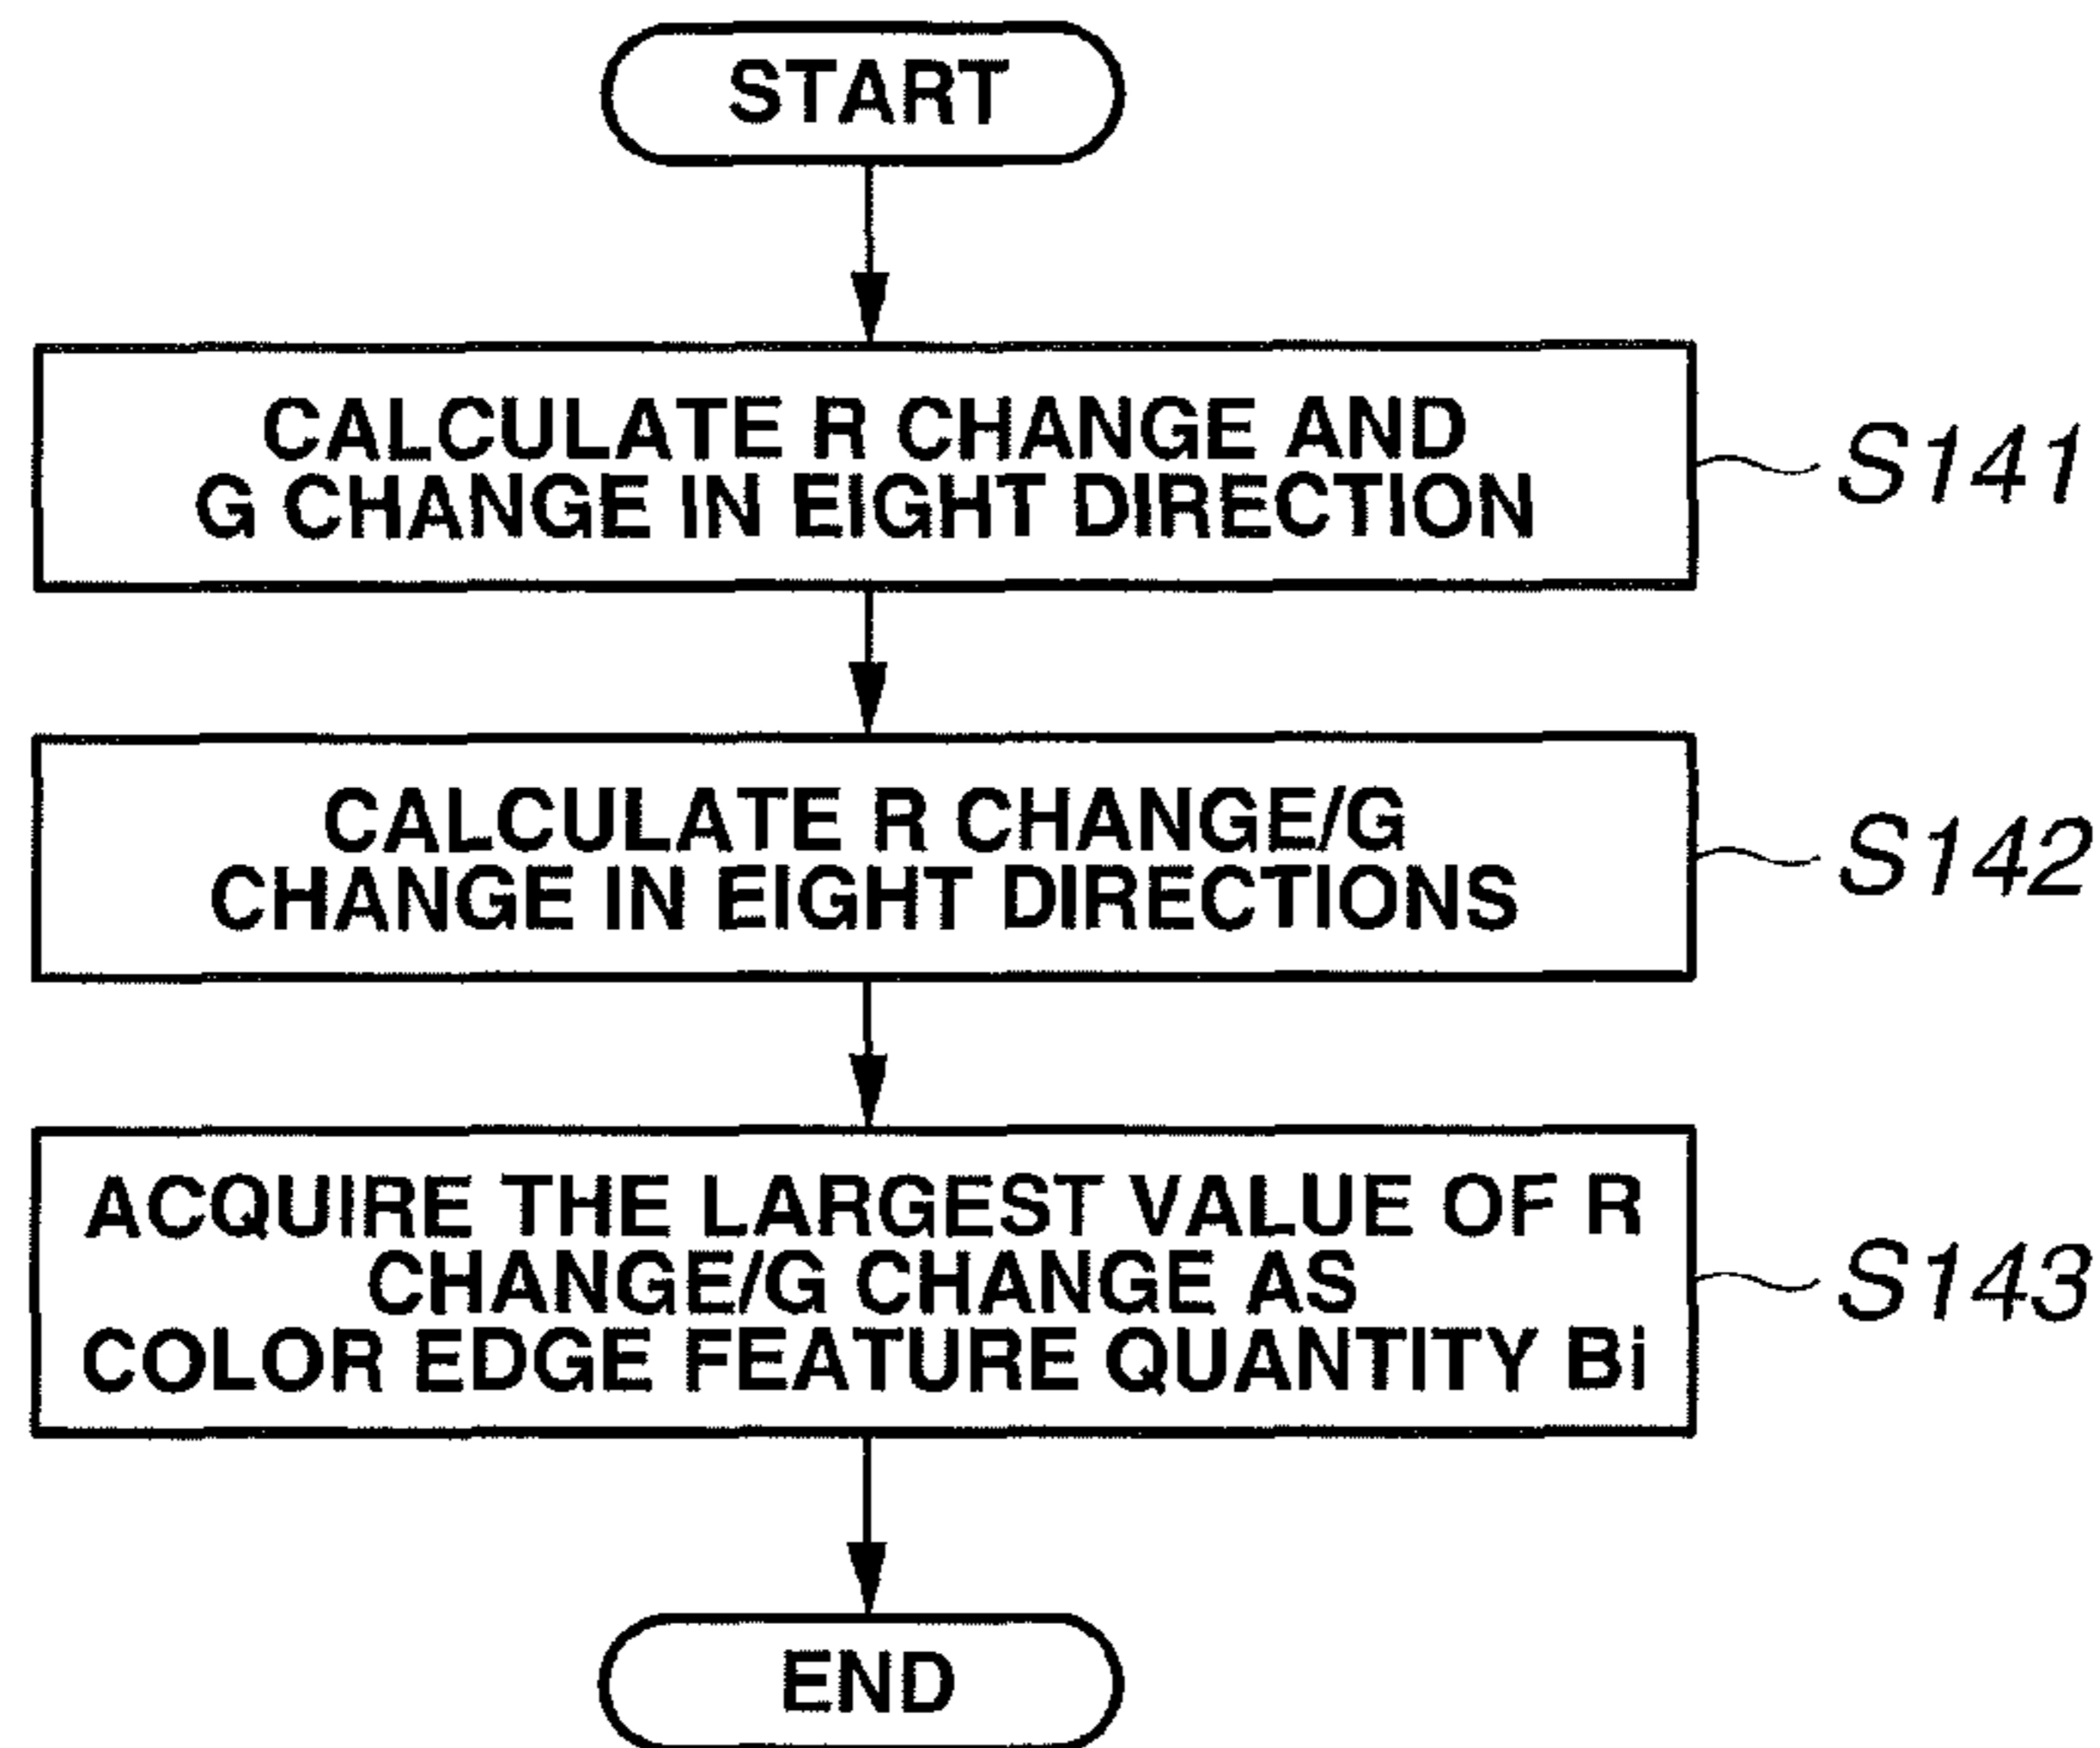 START
CALCULATE R CHANGE AND
G CHANGE IN EIGHT DIRECTION
S141
CALCULATE R CHANGE/G
CHANGE IN EIGHT DIRECTIONS
S142
ACQUIRE THE LARGEST VALUE OF R
CHANGE/G CHANGE AS
COLOR EDGE FEATURE QUANTITY Bi
S143
END